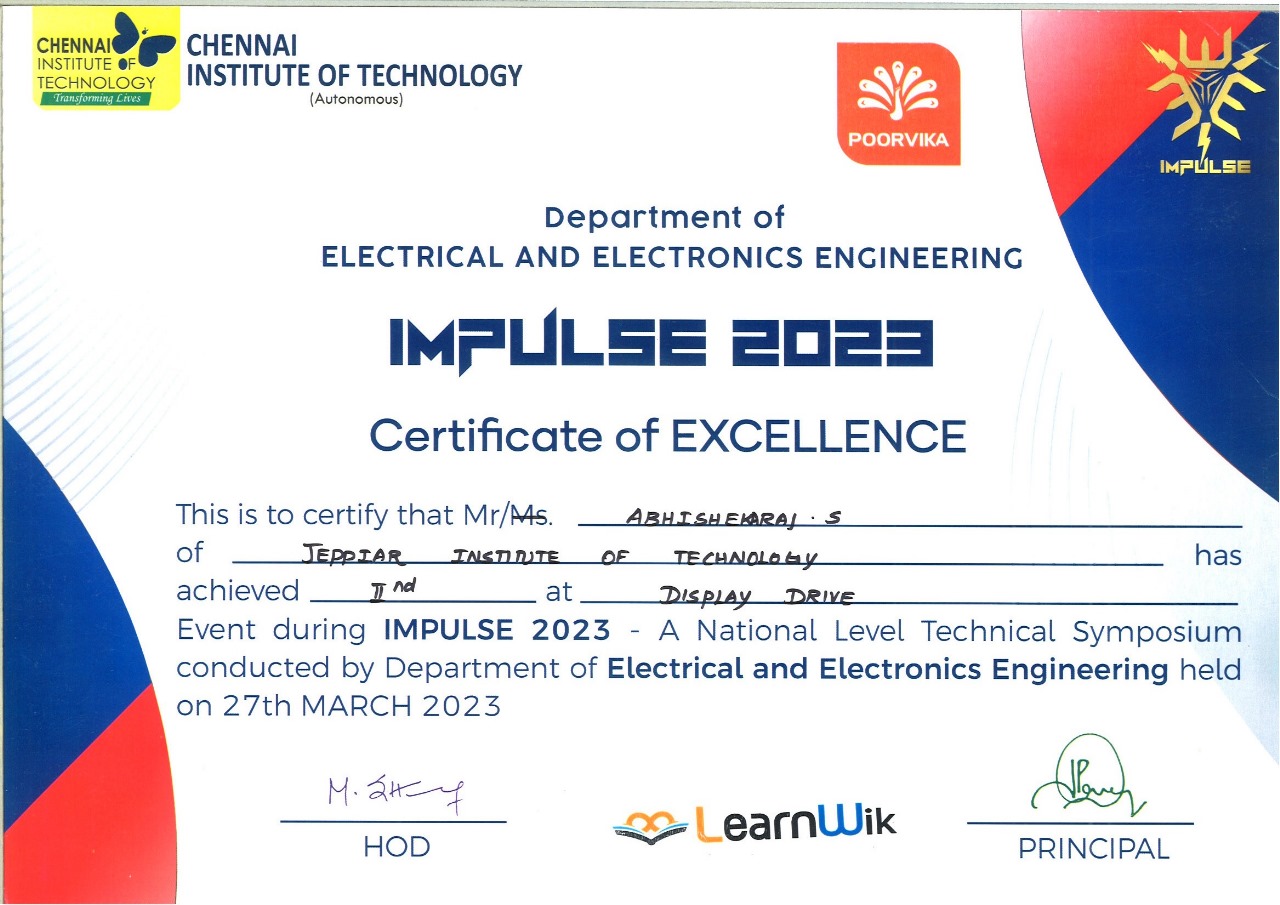 CHENNAI
INSTITUTE OF
TECHNOLOGY
Transforming Lives
CHENNAI
INSTITUTE OF TECHNOLOGY
(Autonomous)
POORVIKA
IMPULSE
Department of
ELECTRICAL AND ELECTRONICS ENGINEERING
IMPULSE 2023
Certificate of EXCELLENCE
This is to certify that Mr/Ms. ABHISHEKARAJ . S
of JEPPIAR INSTITUTE OF TECHNOLOGY has
achieved II nd at DISPLAY DRIVE
Event during IMPULSE 2023 - A National Level Technical Symposium
conducted by Department of Electrical and Electronics Engineering held
on 27th MARCH 2023
M.
HOD
LearnWik
PRINCIPAL